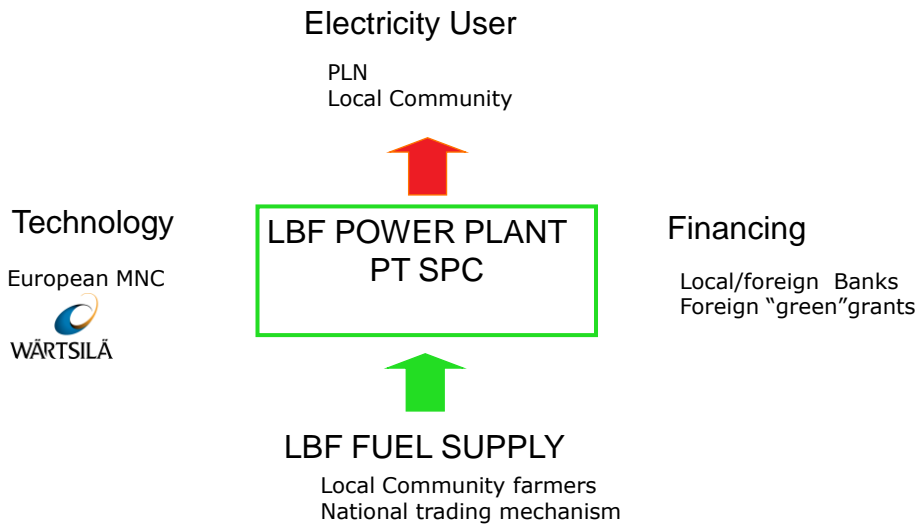 Electricity User
PLN
Local Community
Technology
European MNC
WÄRTSILÄ
LBF POWER PLANT
PT SPC
Financing
Local/foreign Banks
Foreign “green”grants
LBF FUEL SUPPLY
Local Community farmers
National trading mechanism